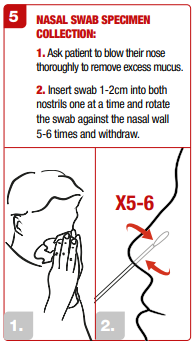 5 NASAL SWAB SPECIMEN
COLLECTION:
1. Ask patient to blow their nose
thoroughly to remove excess mucus.
2. Insert swab 1-2cm into both
nostrils one at a time and rotate
the swab against the nasal wall
5-6 times and withdraw.
X5-6
1.
2.